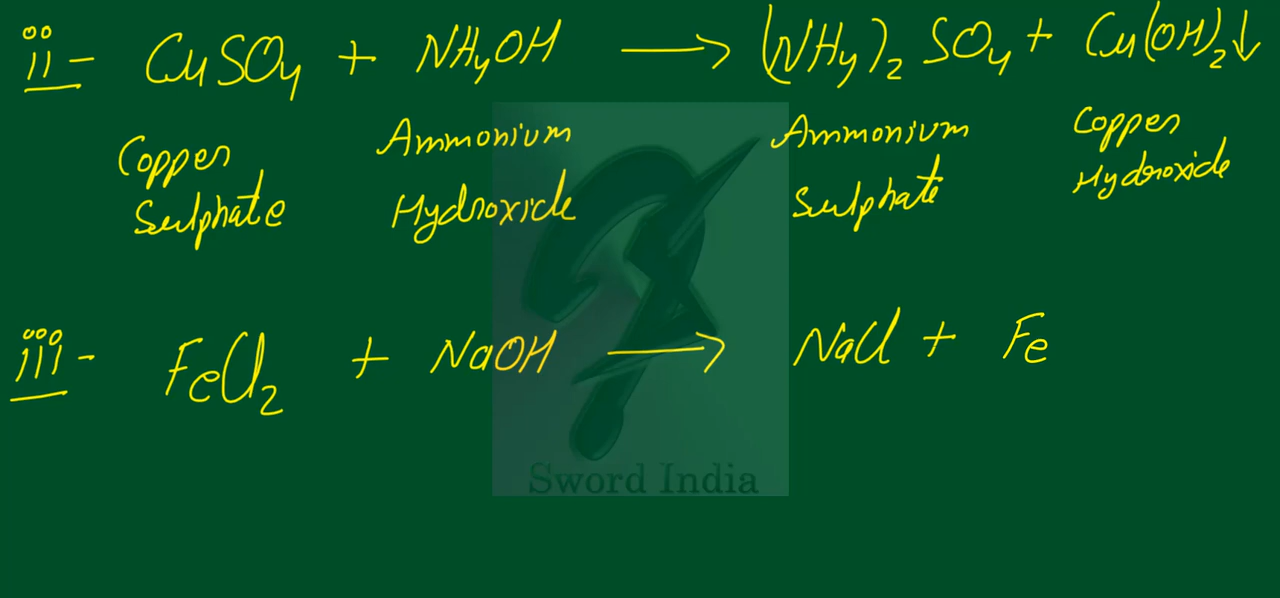 ii- CuSO4 + NH4OH → (NH4)2 SO4 + Cu(OH)2↓
Copper Sulphate Ammonium Hydroxide Ammonium Sulphate Copper Hydroxide
iii- FeCl2 + NaOH → NaCl + Fe
Sword India